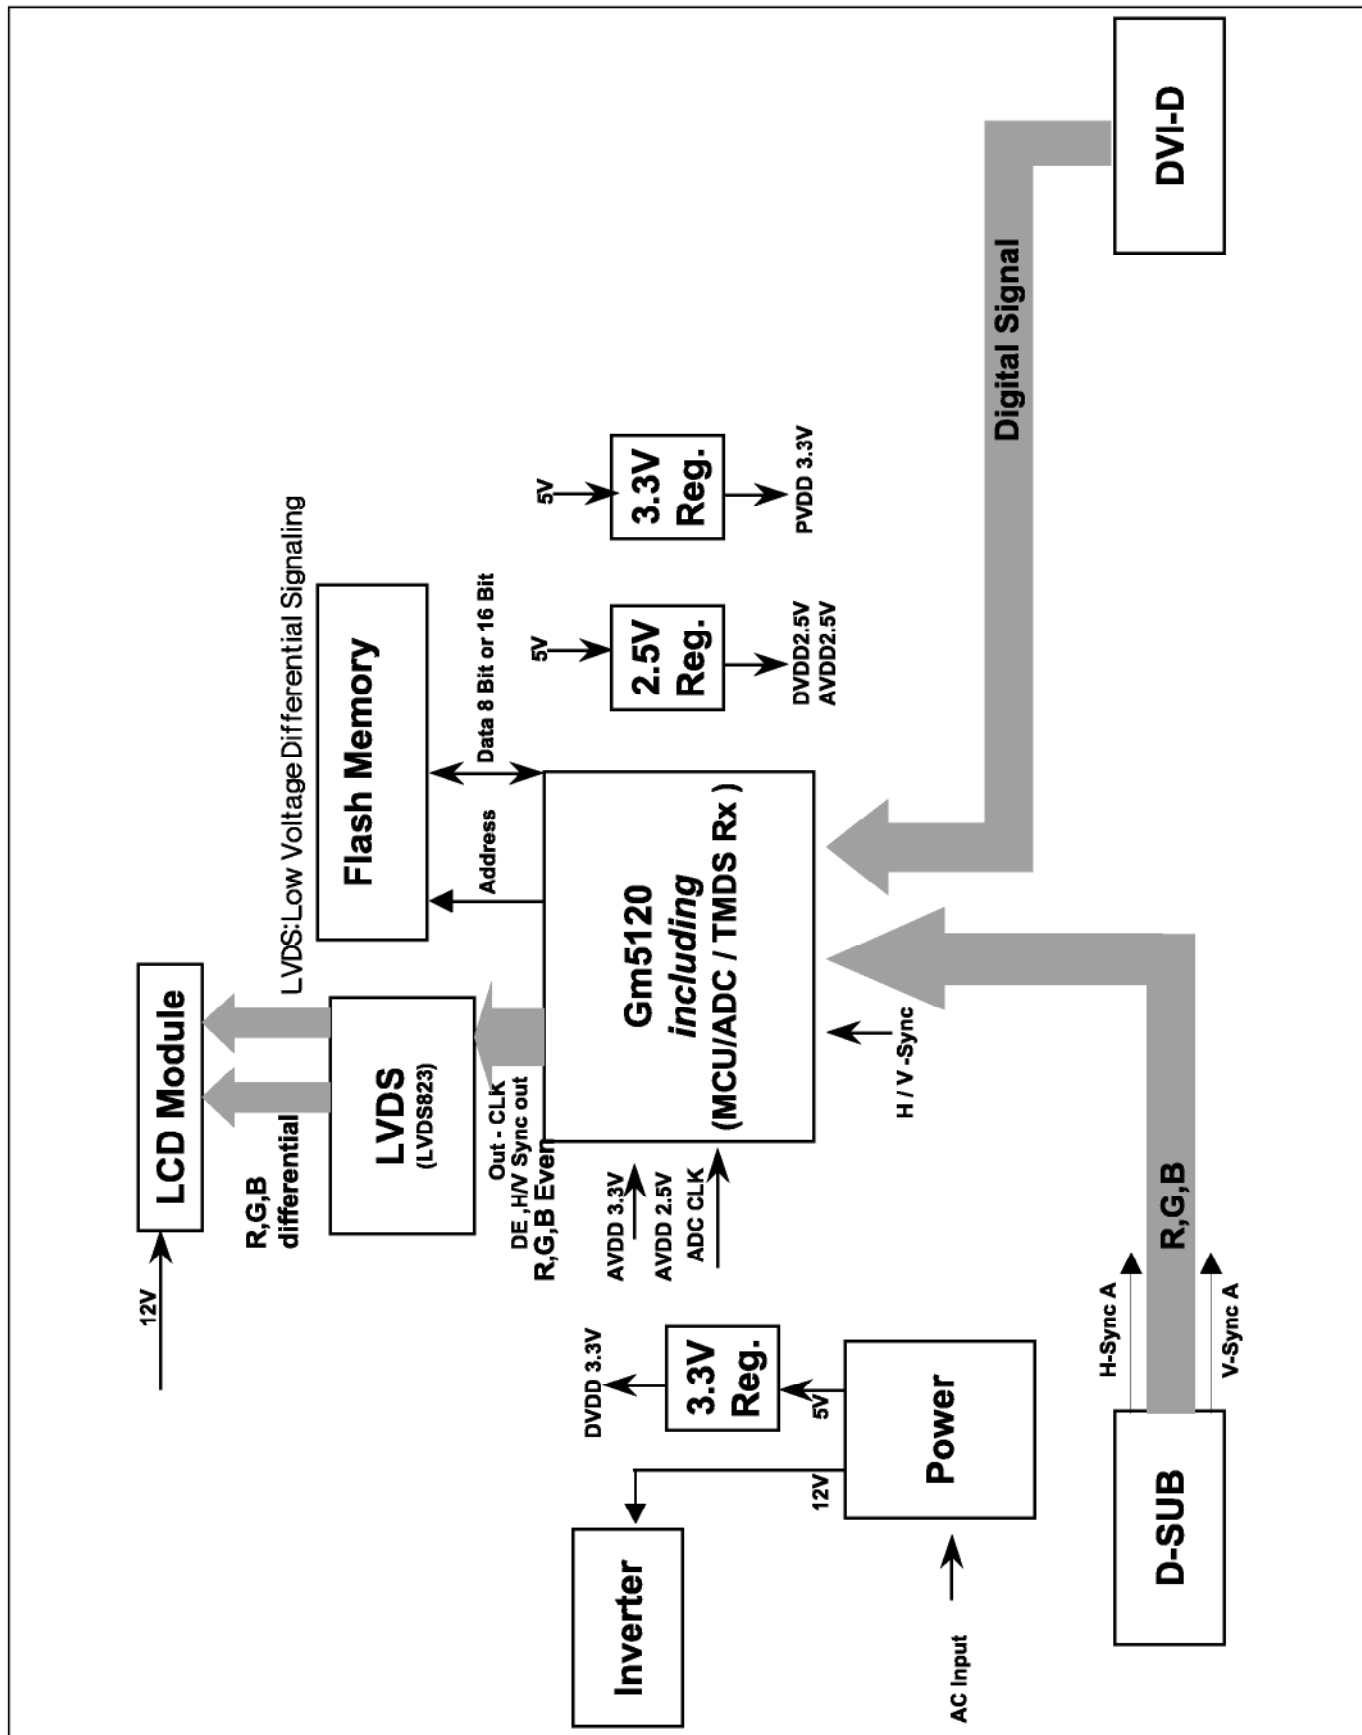 LCD Module
12V
R,G,B
differential
LVDS:Low Voltage Differential Signaling
LVDS
(LVDS823)
Flash Memory
Out - CLK
DE ,H/V Sync out
R,G,B Even
Address
Data 8 Bit or 16 Bit
Gm5120
including
(MCU/ADC / TMDS Rx )
AVDD 3.3V
AVDD 2.5V
ADC CLK
H / V -Sync
5V
2.5V
Reg.
DVDD2.5V
AVDD2.5V
5V
3.3V
Reg.
PVDD 3.3V
DVDD 3.3V
3.3V
Reg.
5V
12V
Inverter
Power
AC Input
H-Sync A
R,G,B
V-Sync A
D-SUB
Digital Signal
DVI-D